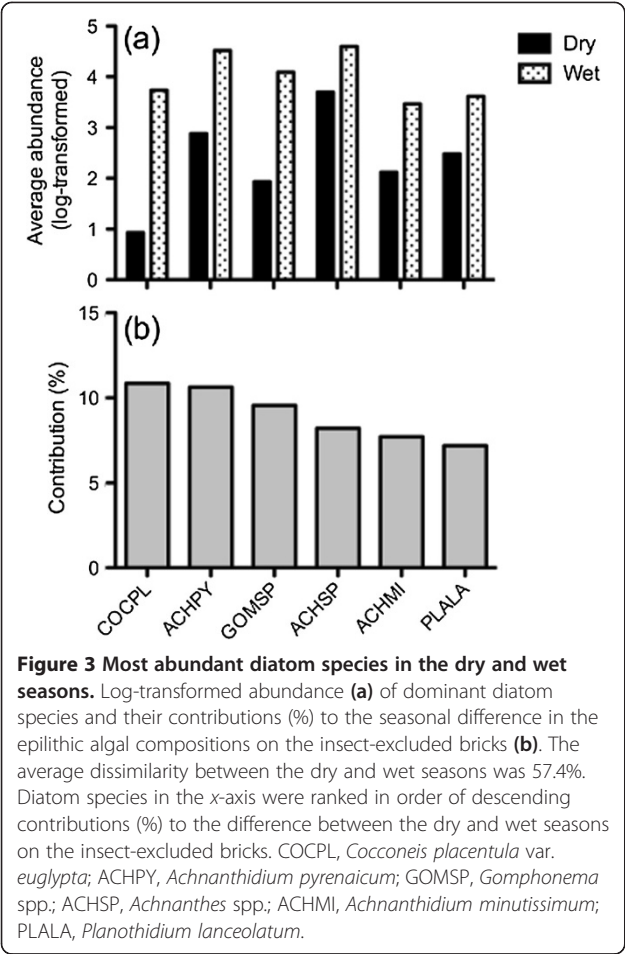 (a)
Dry
Wet
Average abundance
(log-transformed)
5
4
3
2
1
0
(b)
Contribution (%)
15
10
5
0
COCPL
ACHPY
GOMSP
ACHSP
ACHMI
PLALA
Figure 3 Most abundant diatom species in the dry and wet
seasons. Log-transformed abundance (a) of dominant diatom
species and their contributions (%) to the seasonal difference in the
epilithic algal compositions on the insect-excluded bricks (b). The
average dissimilarity between the dry and wet seasons was 57.4%.
Diatom species in the x-axis were ranked in order of descending
contributions (%) to the difference between the dry and wet seasons
on the insect-excluded bricks. COCPL, Cocconeis placentula var.
euglypta; ACHPY, Achnanthidium pyrenaicum; GOMSP, Gomphonema
spp.; ACHSP, Achnanthes spp.; ACHMI, Achnanthidium minutissimum;
PLALA, Planothidium lanceolatum.